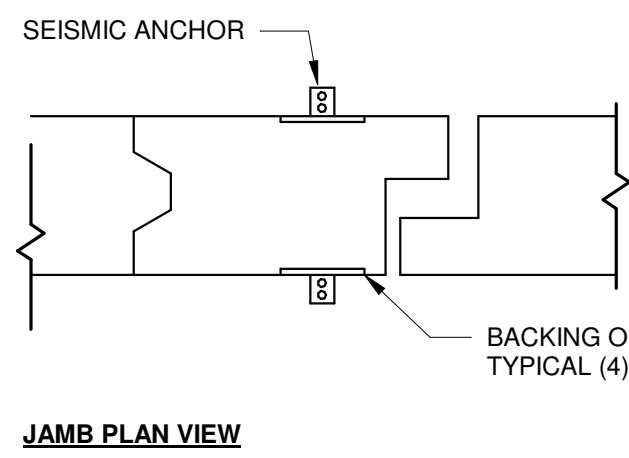 SEISMIC ANCHOR
BACKING O
TYPICAL (4)
JAMB PLAN VIEW